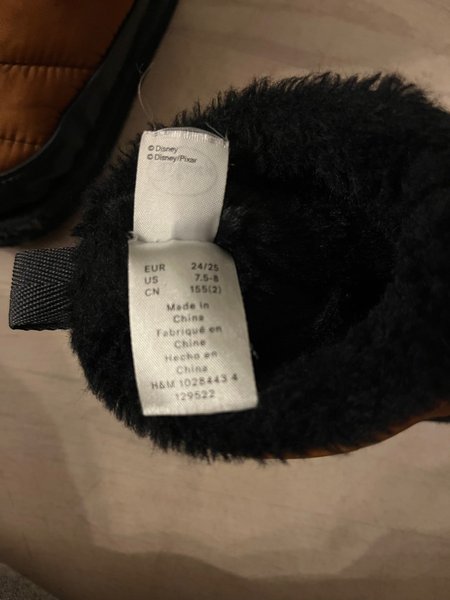 © Disney
© Disney/Pixar
EUR 24/25
US 7.5-8
CN 155(2)
Made in
China
Fabriqué en
Chine
Hecho en
China
H&M 1028443 4
129522